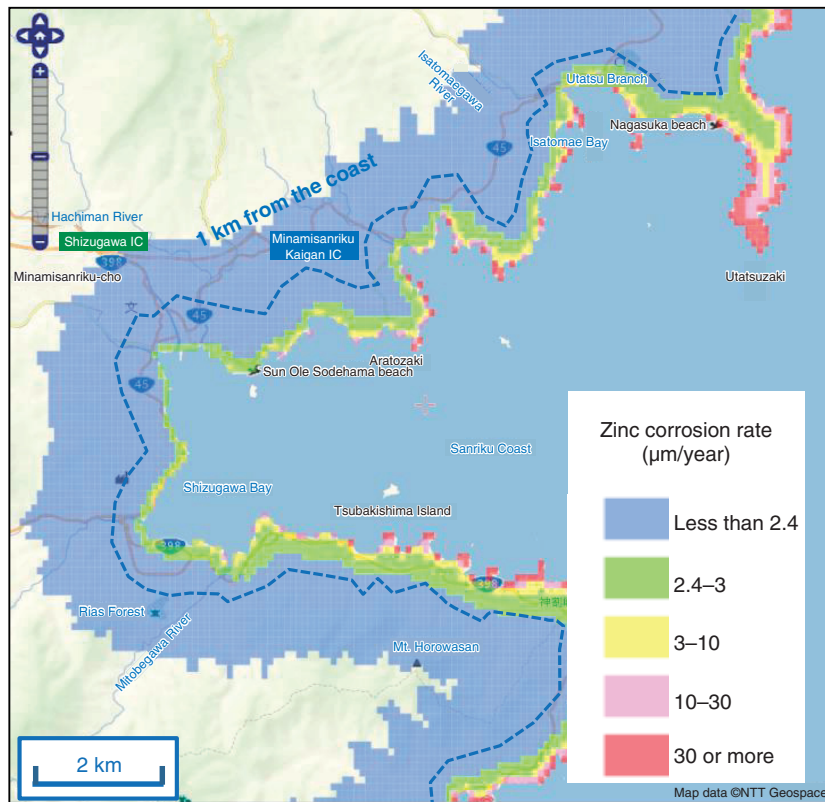 Isatomaegawa
River
Utatsu Branch
Nagasuka beach
Isatomae Bay
45
1 km from the coast
Hachiman River
Shizugawa IC
398
Minamisanriku
Kaigan IC
Minamisanriku-cho
Utatsuzaki
文
45
Aratozaki
Sun Ole Sodehama beach
45
Sanriku Coast
Shizugawa Bay
Tsubakishima Island
398
398
Rias Forest
Mitobegawa River
Mt. Horowasan
2 km
Zinc corrosion rate
(μm/year)
Less than 2.4
2.4–3
3–10
10–30
30 or more
Map data ©NTT Geospace